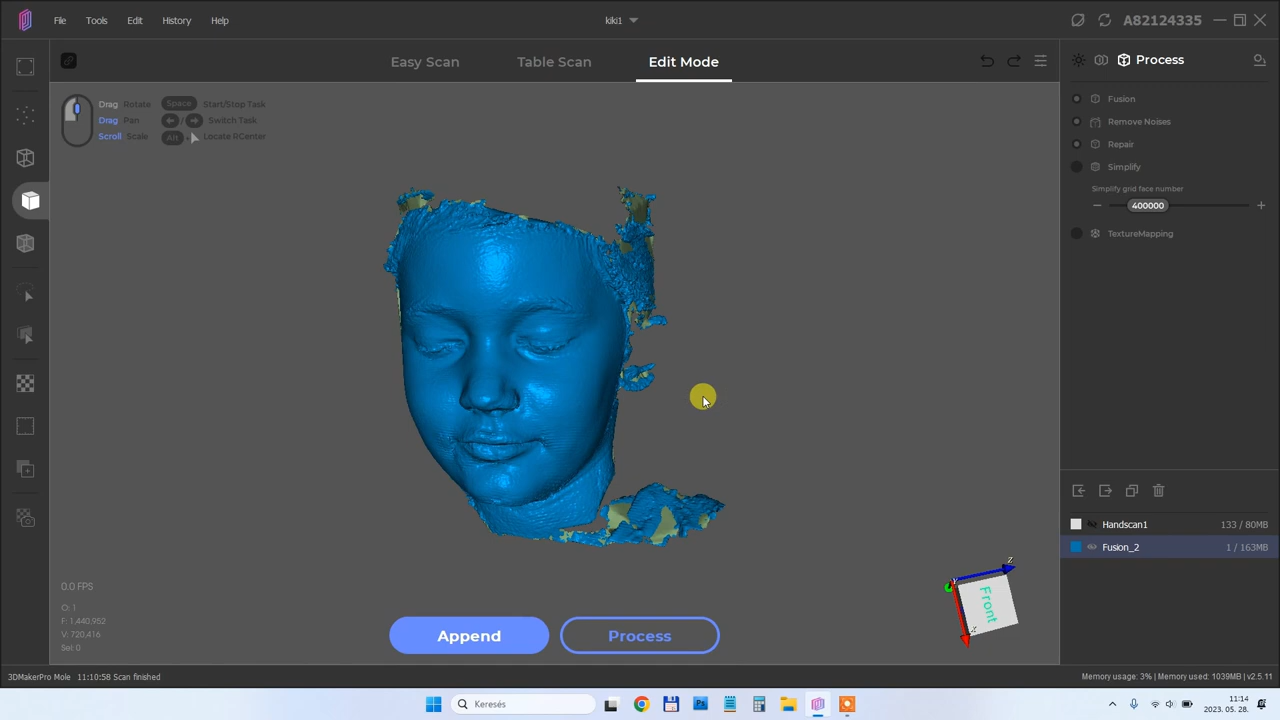 File Tools Edit History Help
kiki1
A82124335
Easy Scan Table Scan Edit Mode
Process
Drag Rotate Space Start/Stop Task
Drag Pan / Switch Task
Scroll Scale Alt + Locate RCenter
Fusion
Remove Noises
Repair
Simplify
Simplify grid face number
400000
TextureMapping
Handscan1 133 / 80MB
Fusion_2 1 / 163MB
Z
Y
Front
X
0.0 FPS
O: 1
F: 1,440,952
V: 720,416
Sel: 0
Append Process
3DMakerPro Mole 11:10:58 Scan finished
Memory usage: 3% | Memory used: 1039MB | v2.5.11
Keresés
Ps
11:14
2023. 05. 28.